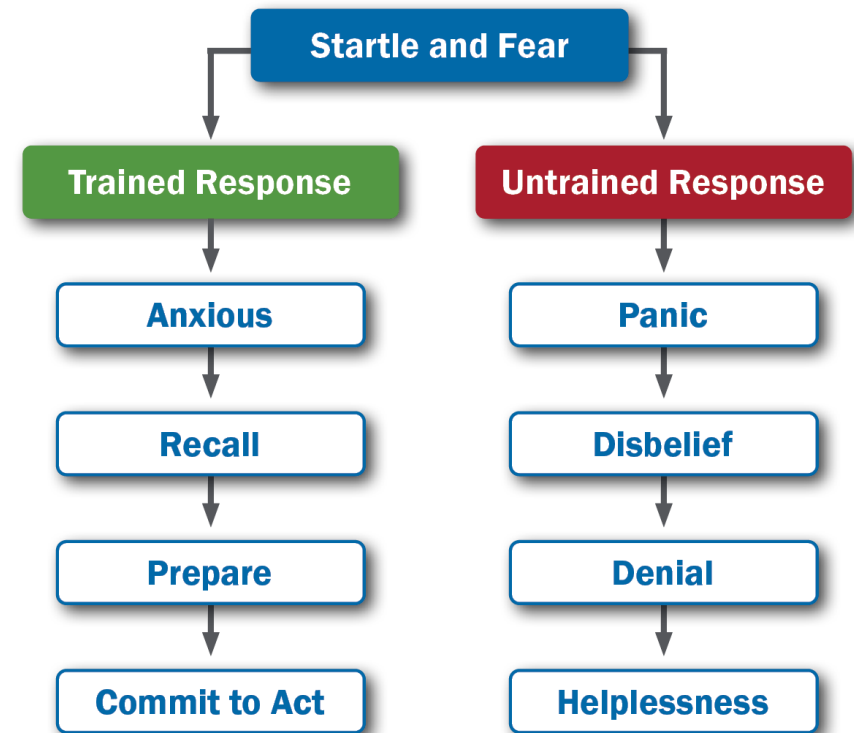 Startle and Fear
Trained Response
Anxious
Recall
Prepare
Commit to Act
Untrained Response
Panic
Disbelief
Denial
Helplessness